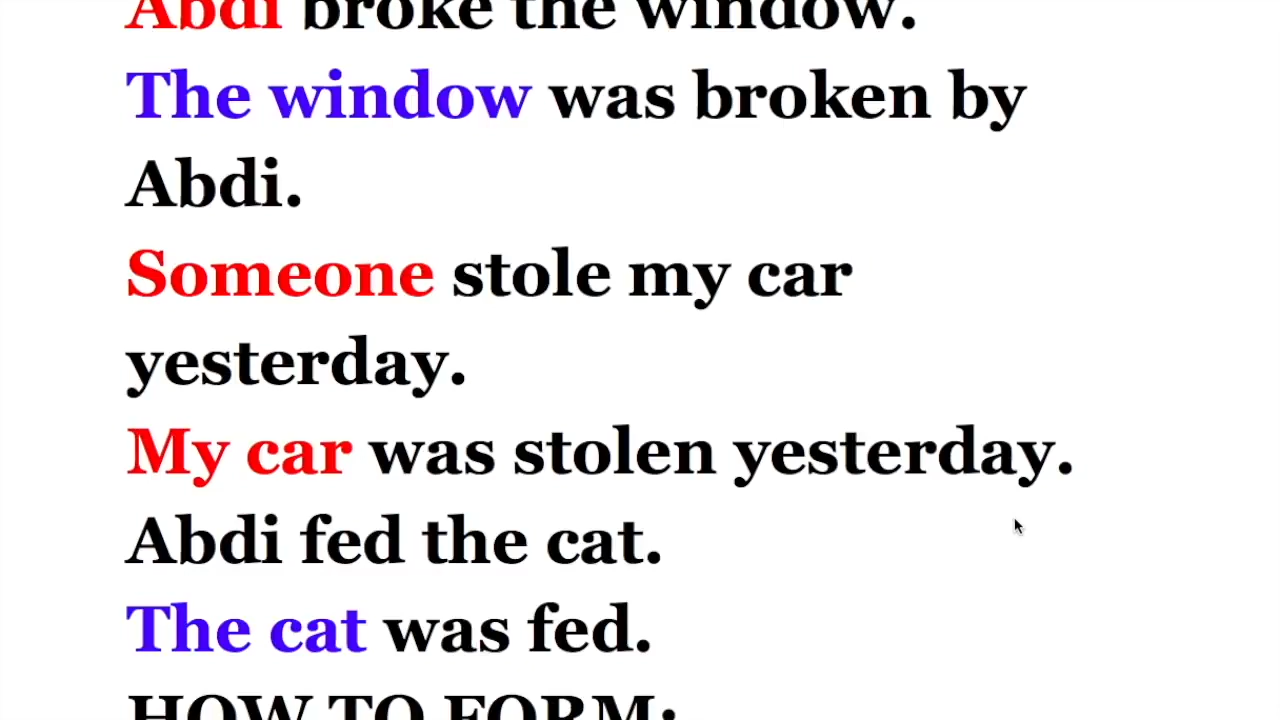 Abdi broke the window.
The window was broken by
Abdi.
Someone stole my car
yesterday.
My car was stolen yesterday.
Abdi fed the cat.
The cat was fed.
HOW TO FORM: